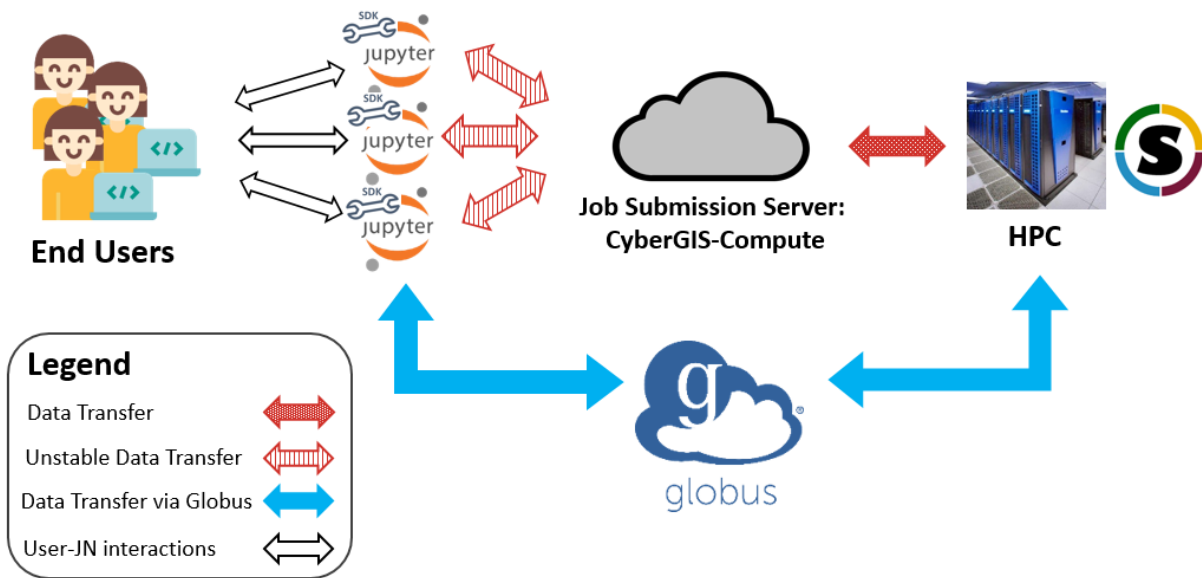 SDK
jupyter
SDK
jupyter
SDK
jupyter
</>
</>
End Users
Job Submission Server:
CyberGIS-Compute
S
HPC
Legend
Data Transfer
Unstable Data Transfer
Data Transfer via Globus
User-JN interactions
g
®
globus